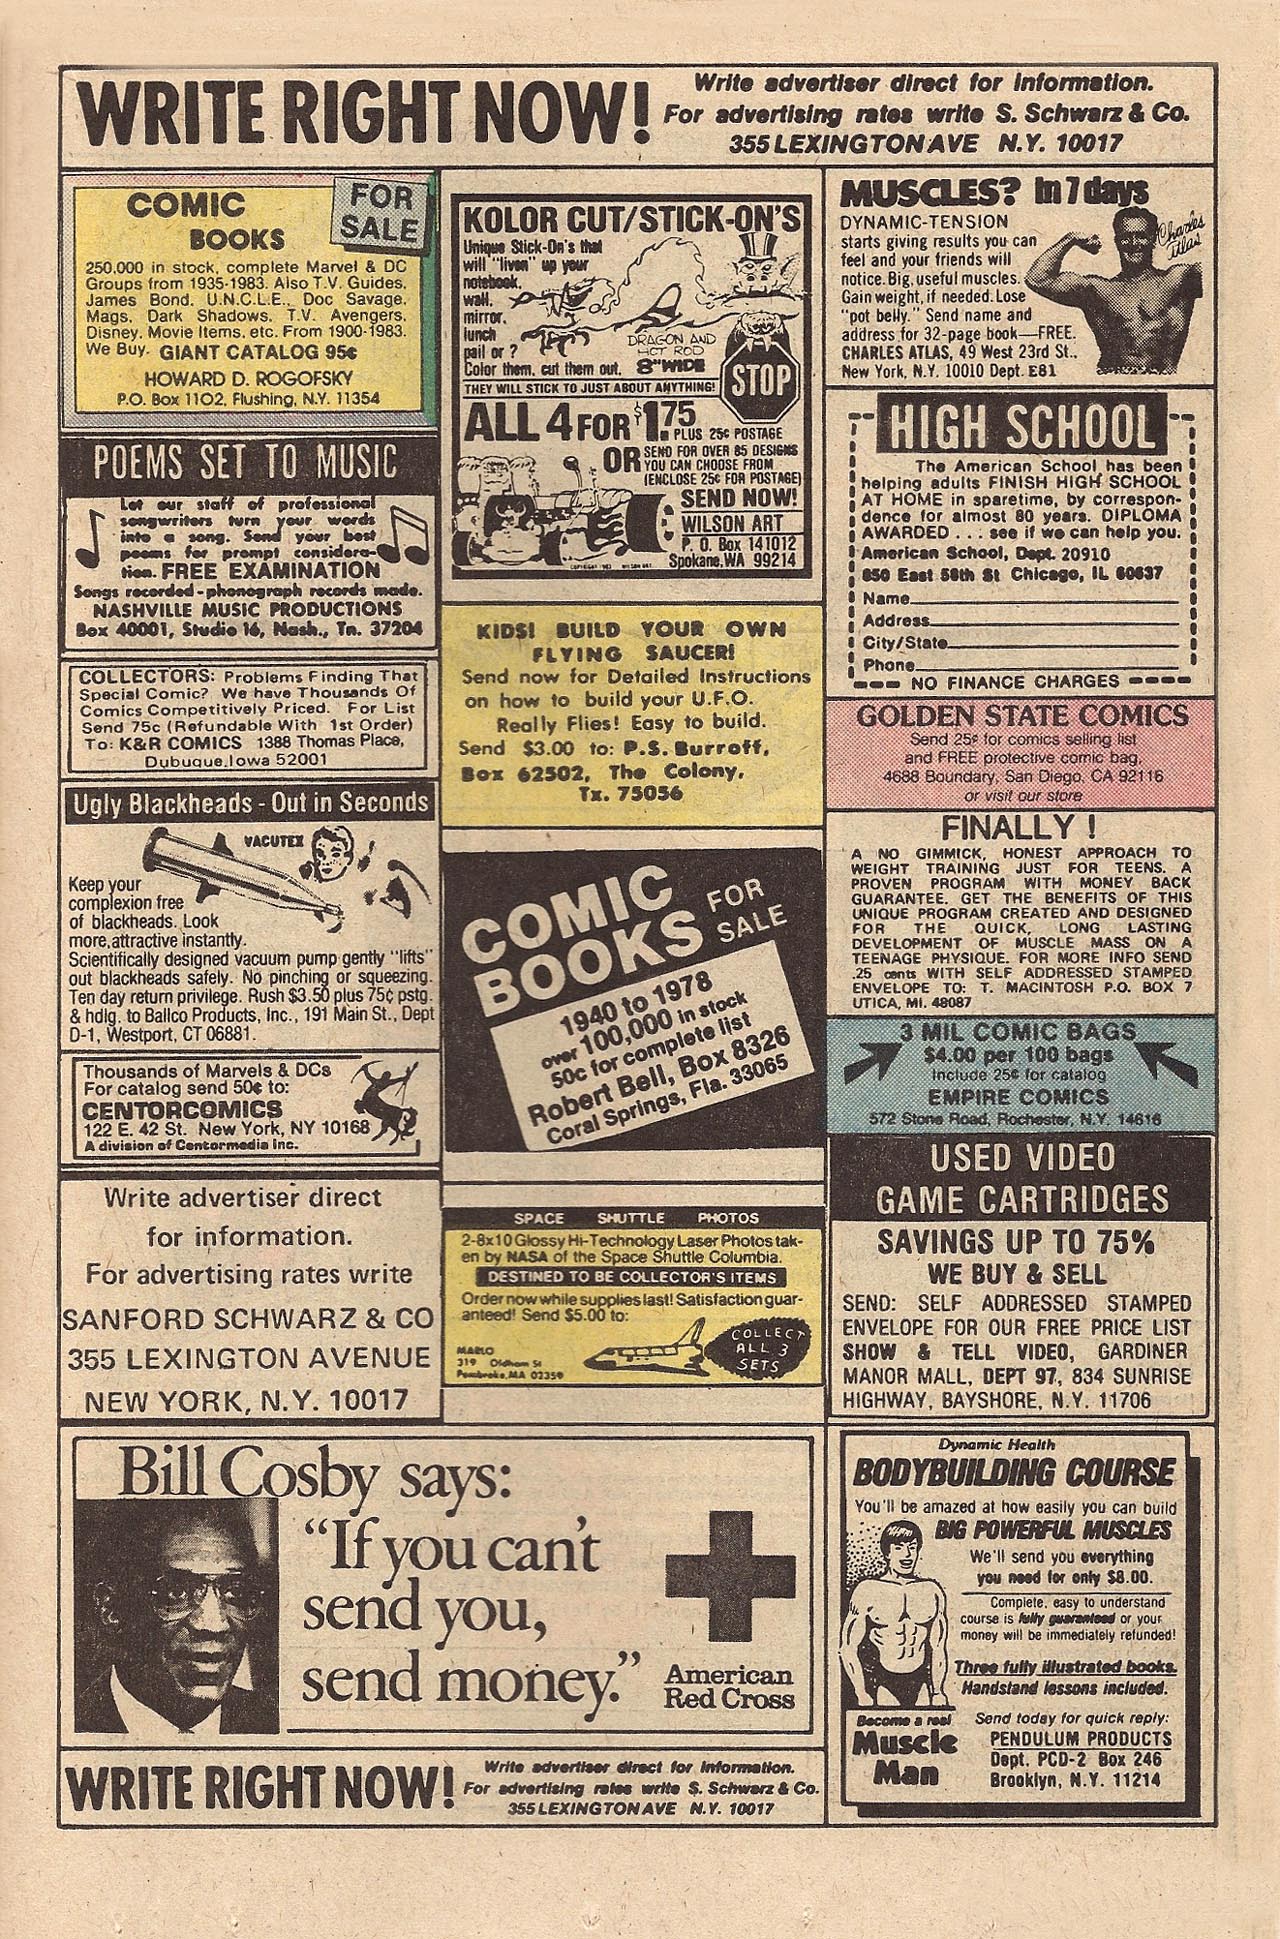 WRITE RIGHT NOW!
Write advertiser direct for information.
For advertising rates write S. Schwarz & Co.
355 LEXINGTON AVE N.Y. 10017
COMIC
BOOKS
FOR
SALE
250,000 in stock, complete Marvel & DC
Groups from 1935-1983. Also T.V. Guides,
James Bond, U.N.C.L.E., Doc Savage,
Mags, Dark Shadows, T.V. Avengers,
Disney, Movie Items, etc. From 1900-1983.
We Buy. GIANT CATALOG 95¢
HOWARD D. ROGOFSKY
P.O. Box 1102, Flushing, N.Y. 11354
POEMS SET TO MUSIC
Let our staff of professional
songwriters turn your words
into a song. Send your best
poems for prompt considera-
tion. FREE EXAMINATION
Songs recorded - phonograph records made.
NASHVILLE MUSIC PRODUCTIONS
Box 40001, Studio 16, Nash., Tn. 37204
COLLECTORS: Problems Finding That
Special Comic? We have Thousands Of
Comics Competitively Priced. For List
Send 75c (Refundable With 1st Order)
To: K&R COMICS 1388 Thomas Place,
Dubuque, Iowa 52001
Ugly Blackheads - Out in Seconds
VACUTEX
Keep your
complexion free
of blackheads. Look
more, attractive instantly.
Scientifically designed vacuum pump gently "lifts"
out blackheads safely. No pinching or squeezing.
Ten day return privilege. Rush $3.50 plus 75¢ pstg.
& hdlg. to Ballco Products, Inc., 191 Main St., Dept
D-1, Westport, CT 06881.
Thousands of Marvels & DCs
For catalog send 50¢ to:
CENTORCOMICS
122 E. 42 St. New York, NY 10168
A division of Centormedia Inc.
Write advertiser direct
for information.
For advertising rates write
SANFORD SCHWARZ & CO
355 LEXINGTON AVENUE
NEW YORK, N.Y. 10017
KOLOR CUT/STICK-ON'S
Unique Stick-On's that
will "liven" up your
notebook,
wall,
mirror,
lunch
pail or ?
DRAGON AND
HOT ROD
Color them, cut them out. 8" WIDE
THEY WILL STICK TO JUST ABOUT ANYTHING!
STOP
ALL 4 FOR $1.75
PLUS 25¢ POSTAGE
OR SEND FOR OVER 85 DESIGNS
YOU CAN CHOOSE FROM
(ENCLOSE 25¢ FOR POSTAGE)
SEND NOW!
WILSON ART
P. O. Box 141012
Spokane, WA 99214
COPYRIGHT 1983 WILSON ART
KIDS! BUILD YOUR OWN
FLYING SAUCER!
Send now for Detailed Instructions
on how to build your U.F.O.
Really Flies! Easy to build.
Send $3.00 to: P.S. Burroff,
Box 62502, The Colony,
Tx. 75056
COMIC
BOOKS
FOR
SALE
1940 to 1978
over 100,000 in stock
50c for complete list
Robert Bell, Box 8326
Coral Springs, Fla. 33065
SPACE SHUTTLE PHOTOS
2-8x10 Glossy Hi-Technology Laser Photos tak-
en by NASA of the Space Shuttle Columbia.
DESTINED TO BE COLLECTOR'S ITEMS
Order now while supplies last! Satisfaction guar-
anteed! Send $5.00 to:
MARLO
319 Oldham St
Pembroke, MA 02359
COLLECT
ALL 3
SETS
MUSCLES? In 7 days
DYNAMIC-TENSION
starts giving results you can
feel and your friends will
notice. Big, useful muscles.
Gain weight, if needed. Lose
"pot belly." Send name and
address for 32-page book—FREE.
CHARLES ATLAS, 49 West 23rd St.,
New York, N.Y. 10010 Dept. E81
Charles
Atlas
HIGH SCHOOL
The American School has been
helping adults FINISH HIGH SCHOOL
AT HOME in sparetime, by correspon-
dence for almost 80 years. DIPLOMA
AWARDED . . . see if we can help you.
American School, Dept. 20910
850 East 58th St Chicago, IL 60637
Name
Address
City/State
Phone
NO FINANCE CHARGES
GOLDEN STATE COMICS
Send 25¢ for comics selling list
and FREE protective comic bag,
4688 Boundary, San Diego, CA 92116
or visit our store
FINALLY !
A NO GIMMICK, HONEST APPROACH TO
WEIGHT TRAINING JUST FOR TEENS. A
PROVEN PROGRAM WITH MONEY BACK
GUARANTEE. GET THE BENEFITS OF THIS
UNIQUE PROGRAM CREATED AND DESIGNED
FOR THE QUICK, LONG LASTING
DEVELOPMENT OF MUSCLE MASS ON A
TEENAGE PHYSIQUE. FOR MORE INFO SEND
.25 cents WITH SELF ADDRESSED STAMPED
ENVELOPE TO: T. MACINTOSH P.O. BOX 7
UTICA, MI. 48087
3 MIL COMIC BAGS
$4.00 per 100 bags
Include 25¢ for catalog
EMPIRE COMICS
572 Stone Road, Rochester, N.Y. 14616
USED VIDEO
GAME CARTRIDGES
SAVINGS UP TO 75%
WE BUY & SELL
SEND: SELF ADDRESSED STAMPED
ENVELOPE FOR OUR FREE PRICE LIST
SHOW & TELL VIDEO, GARDINER
MANOR MALL, DEPT 97, 834 SUNRISE
HIGHWAY, BAYSHORE, N.Y. 11706
Bill Cosby says:
"If you can't
send you,
send money."
American
Red Cross
WRITE RIGHT NOW!
Write advertiser direct for information.
For advertising rates write S. Schwarz & Co.
355 LEXINGTON AVE N.Y. 10017
Dynamic Health
BODYBUILDING COURSE
You'll be amazed at how easily you can build
BIG POWERFUL MUSCLES
We'll send you everything
you need for only $8.00.
Complete, easy to understand
course is fully guaranteed or your
money will be immediately refunded!
Three fully illustrated books.
Handstand lessons included.
Become a real
Muscle
Man
Send today for quick reply:
PENDULUM PRODUCTS
Dept. PCD-2 Box 246
Brooklyn, N.Y. 11214